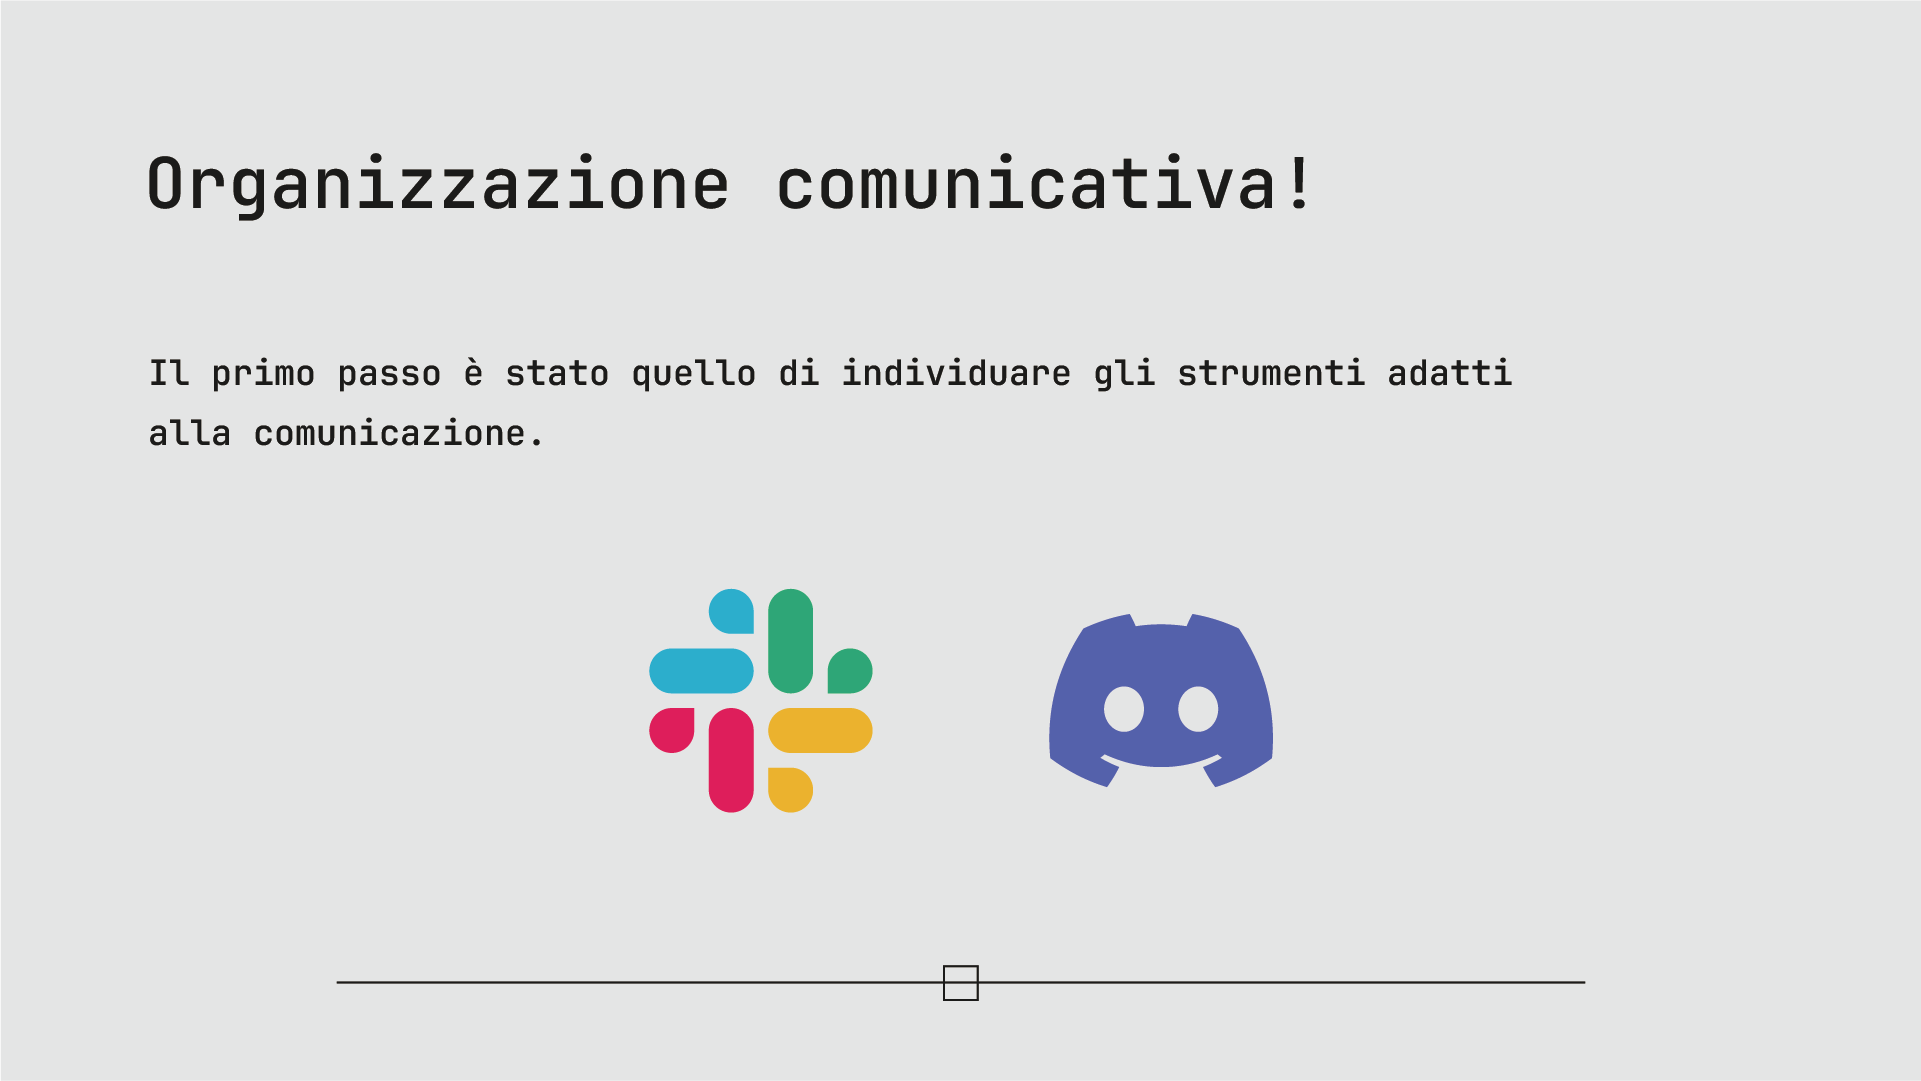 Organizzazione comunicativa!
Il primo passo è stato quello di individuare gli strumenti adatti
alla comunicazione.